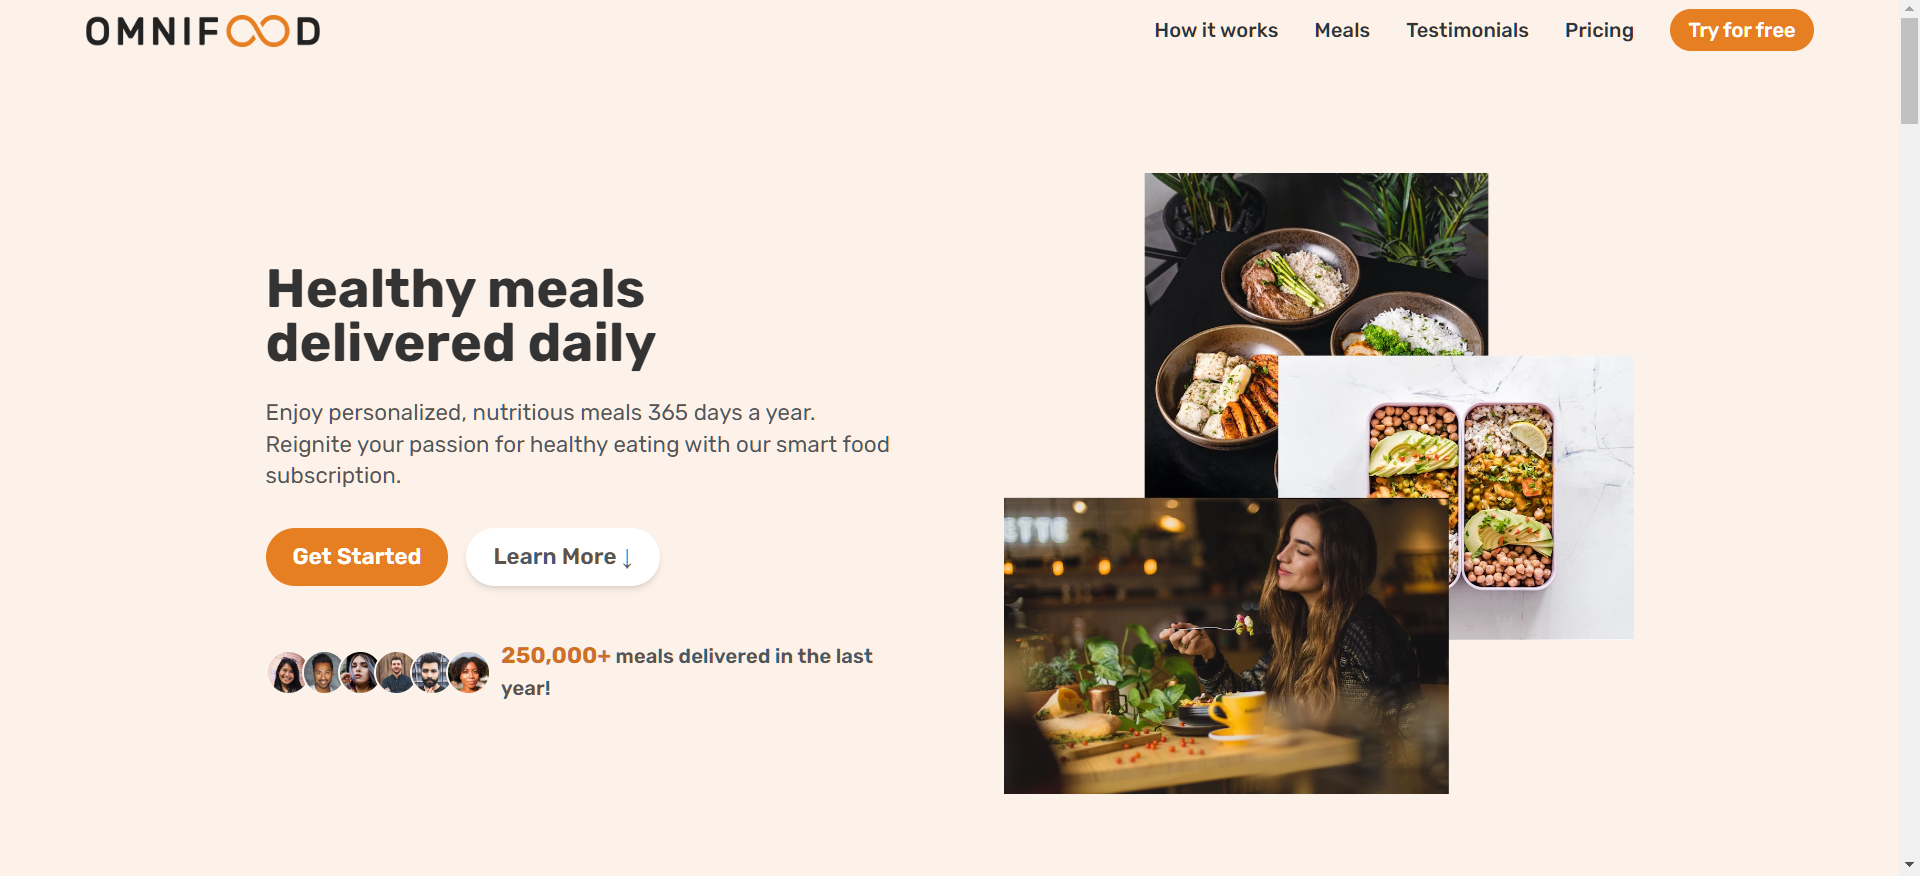 OMNIFOOD
How it works
Meals
Testimonials
Pricing
Try for free
Healthy meals
delivered daily
Enjoy personalized, nutritious meals 365 days a year.
Reignite your passion for healthy eating with our smart food
subscription.
Get Started
Learn More ↓
250,000+ meals delivered in the last
year!
ETTE